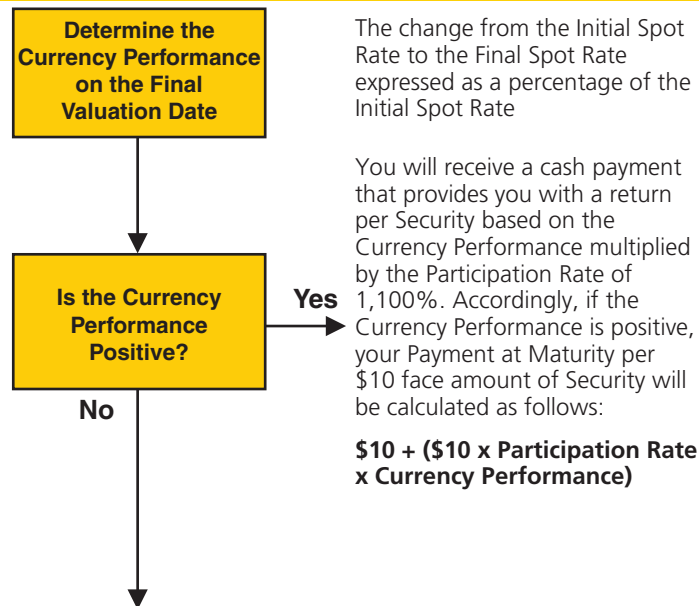 Determine the
Currency Performance
on the Final
Valuation Date
The change from the Initial Spot
Rate to the Final Spot Rate
expressed as a percentage of the
Initial Spot Rate
Is the Currency
Performance
Positive?
Yes
You will receive a cash payment
that provides you with a return
per Security based on the
Currency Performance multiplied
by the Participation Rate of
1,100%. Accordingly, if the
Currency Performance is positive,
your Payment at Maturity per
$10 face amount of Security will
be calculated as follows:
$10 + ($10 x Participation Rate
x Currency Performance)
No